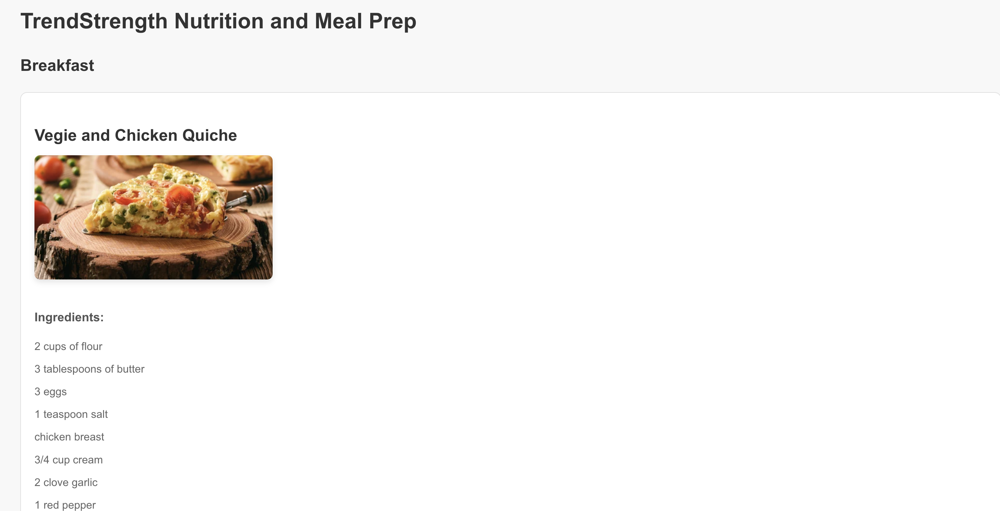 TrendStrength Nutrition and Meal Prep
Breakfast
Vegie and Chicken Quiche
Ingredients:
2 cups of flour
3 tablespoons of butter
3 eggs
1 teaspoon salt
chicken breast
3/4 cup cream
2 clove garlic
1 red pepper